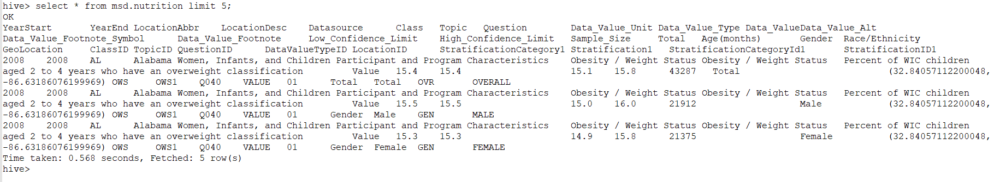 hive> select * from msd.nutrition limit 5;
OK
YearStart YearEnd LocationAbbr LocationDesc Datasource Class Topic Question Data_Value_Unit Data_Value_Type Data_ValueData_Value_Alt
Data_Value_Footnote_Symbol Data_Value_Footnote Low_Confidence_Limit High_Confidence_Limit Sample_Size Total Age(months) Gender Race/Ethnicity
GeoLocation ClassID TopicID QuestionID DataValueTypeID LocationID StratificationCategory1 Stratification1 StratificationCategoryId1 StratificationID1
2008 2008 AL Alabama Women, Infants, and Children Participant and Program Characteristics Obesity / Weight Status Obesity / Weight Status Percent of WIC children
aged 2 to 4 years who have an overweight classification Value 15.4 15.4 15.1 15.8 43287 Total (32.84057112200048,
-86.63186076199969) OWS OWS1 Q040 VALUE 01 Total Total OVR OVERALL
2008 2008 AL Alabama Women, Infants, and Children Participant and Program Characteristics Obesity / Weight Status Obesity / Weight Status Percent of WIC children
aged 2 to 4 years who have an overweight classification Value 15.5 15.5 15.0 16.0 21912 Male (32.84057112200048,
-86.63186076199969) OWS OWS1 Q040 VALUE 01 Gender Male GEN MALE
2008 2008 AL Alabama Women, Infants, and Children Participant and Program Characteristics Obesity / Weight Status Obesity / Weight Status Percent of WIC children
aged 2 to 4 years who have an overweight classification Value 15.3 15.3 14.9 15.8 21375 Female (32.84057112200048,
-86.63186076199969) OWS OWS1 Q040 VALUE 01 Gender Female GEN FEMALE
Time taken: 0.568 seconds, Fetched: 5 row(s)
hive>